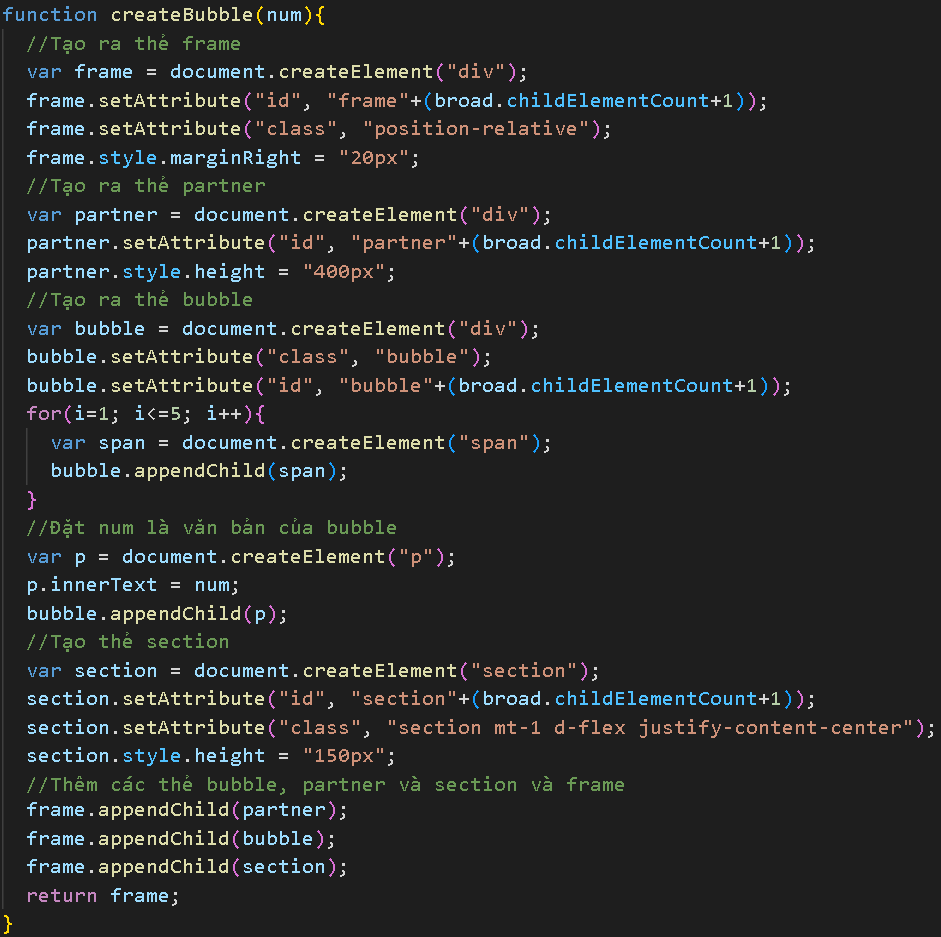 function createBubble(num){
//Tạo ra thẻ frame
var frame = document.createElement("div");
frame.setAttribute("id", "frame"+(broad.childElementCount+1));
frame.setAttribute("class", "position-relative");
frame.style.marginRight = "20px";
//Tạo ra thẻ partner
var partner = document.createElement("div");
partner.setAttribute("id", "partner"+(broad.childElementCount+1));
partner.style.height = "400px";
//Tạo ra thẻ bubble
var bubble = document.createElement("div");
bubble.setAttribute("class", "bubble");
bubble.setAttribute("id", "bubble"+(broad.childElementCount+1));
for(i=1; i<=5; i++){
var span = document.createElement("span");
bubble.appendChild(span);
}
//Đặt num là văn bản của bubble
var p = document.createElement("p");
p.innerText = num;
bubble.appendChild(p);
//Tạo thẻ section
var section = document.createElement("section");
section.setAttribute("id", "section"+(broad.childElementCount+1));
section.setAttribute("class", "section mt-1 d-flex justify-content-center");
section.style.height = "150px";
//Thêm các thẻ bubble, partner và section và frame
frame.appendChild(partner);
frame.appendChild(bubble);
frame.appendChild(section);
return frame;
}